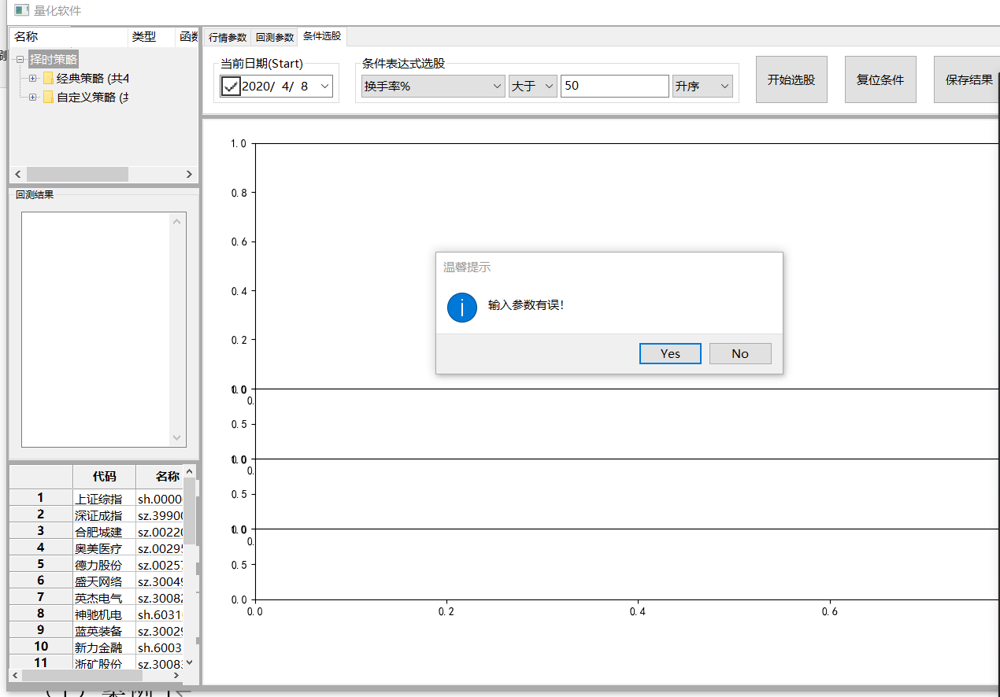 量化软件
名称 类型 函数
择时策略
经典策略 (共4
自定义策略 (共
行情参数 回测参数 条件选股
当前日期(Start)
2020/ 4/ 8
条件表达式选股
换手率% 大于 50 升序
开始选股 复位条件 保存结果
回测结果
代码 名称
1 上证综指 sh.0000
2 深证成指 sz.3990
3 合肥城建 sz.0022
4 奥美医疗 sz.0029
5 德力股份 sz.00257
6 盛天网络 sz.3004
7 英杰电气 sz.3008
8 神驰机电 sh.6031
9 蓝英装备 sz.3002
10 新力金融 sh.6003
11 浙矿股份 sz.3008
1.0
0.8
0.6
0.4
0.2
1.0
0.
0.5
1.0
0.
0.5
1.0
0.
0.5
0.0
0.0 0.2 0.4 0.6
温馨提示
输入参数有误！
Yes No